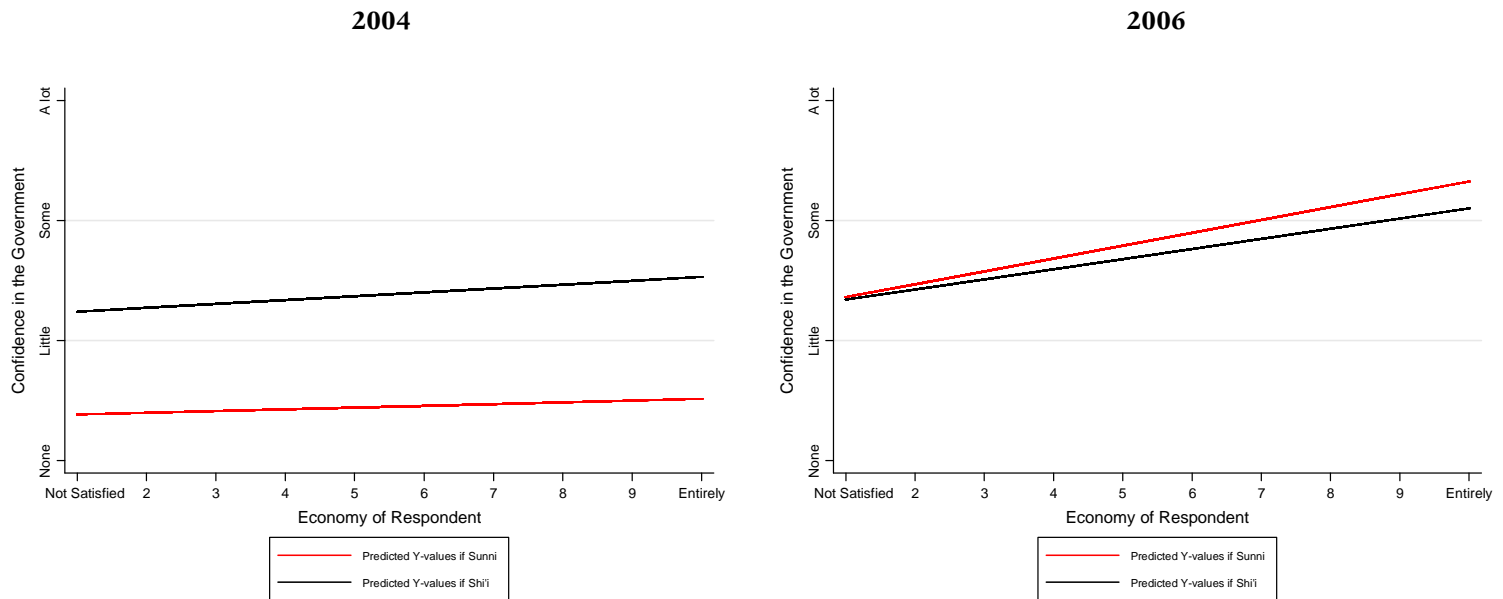 2004
A lot
Some
Little
None
Confidence in the Government
Not Satisfied 2 3 4 5 6 7 8 9 Entirely
Economy of Respondent
Predicted Y-values if Sunni
Predicted Y-values if Shi'i
2006
A lot
Some
Little
None
Confidence in the Government
Not Satisfied 2 3 4 5 6 7 8 9 Entirely
Economy of Respondent
Predicted Y-values if Sunni
Predicted Y-values if Shi'i